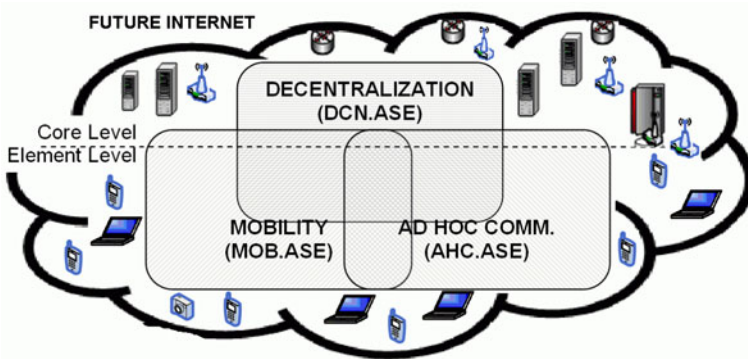 FUTURE INTERNET
DECENTRALIZATION
(DCN.ASE)
Core Level
Element Level
MOBILITY
(MOB.ASE)
AD HOC COMM.
(AHC.ASE)